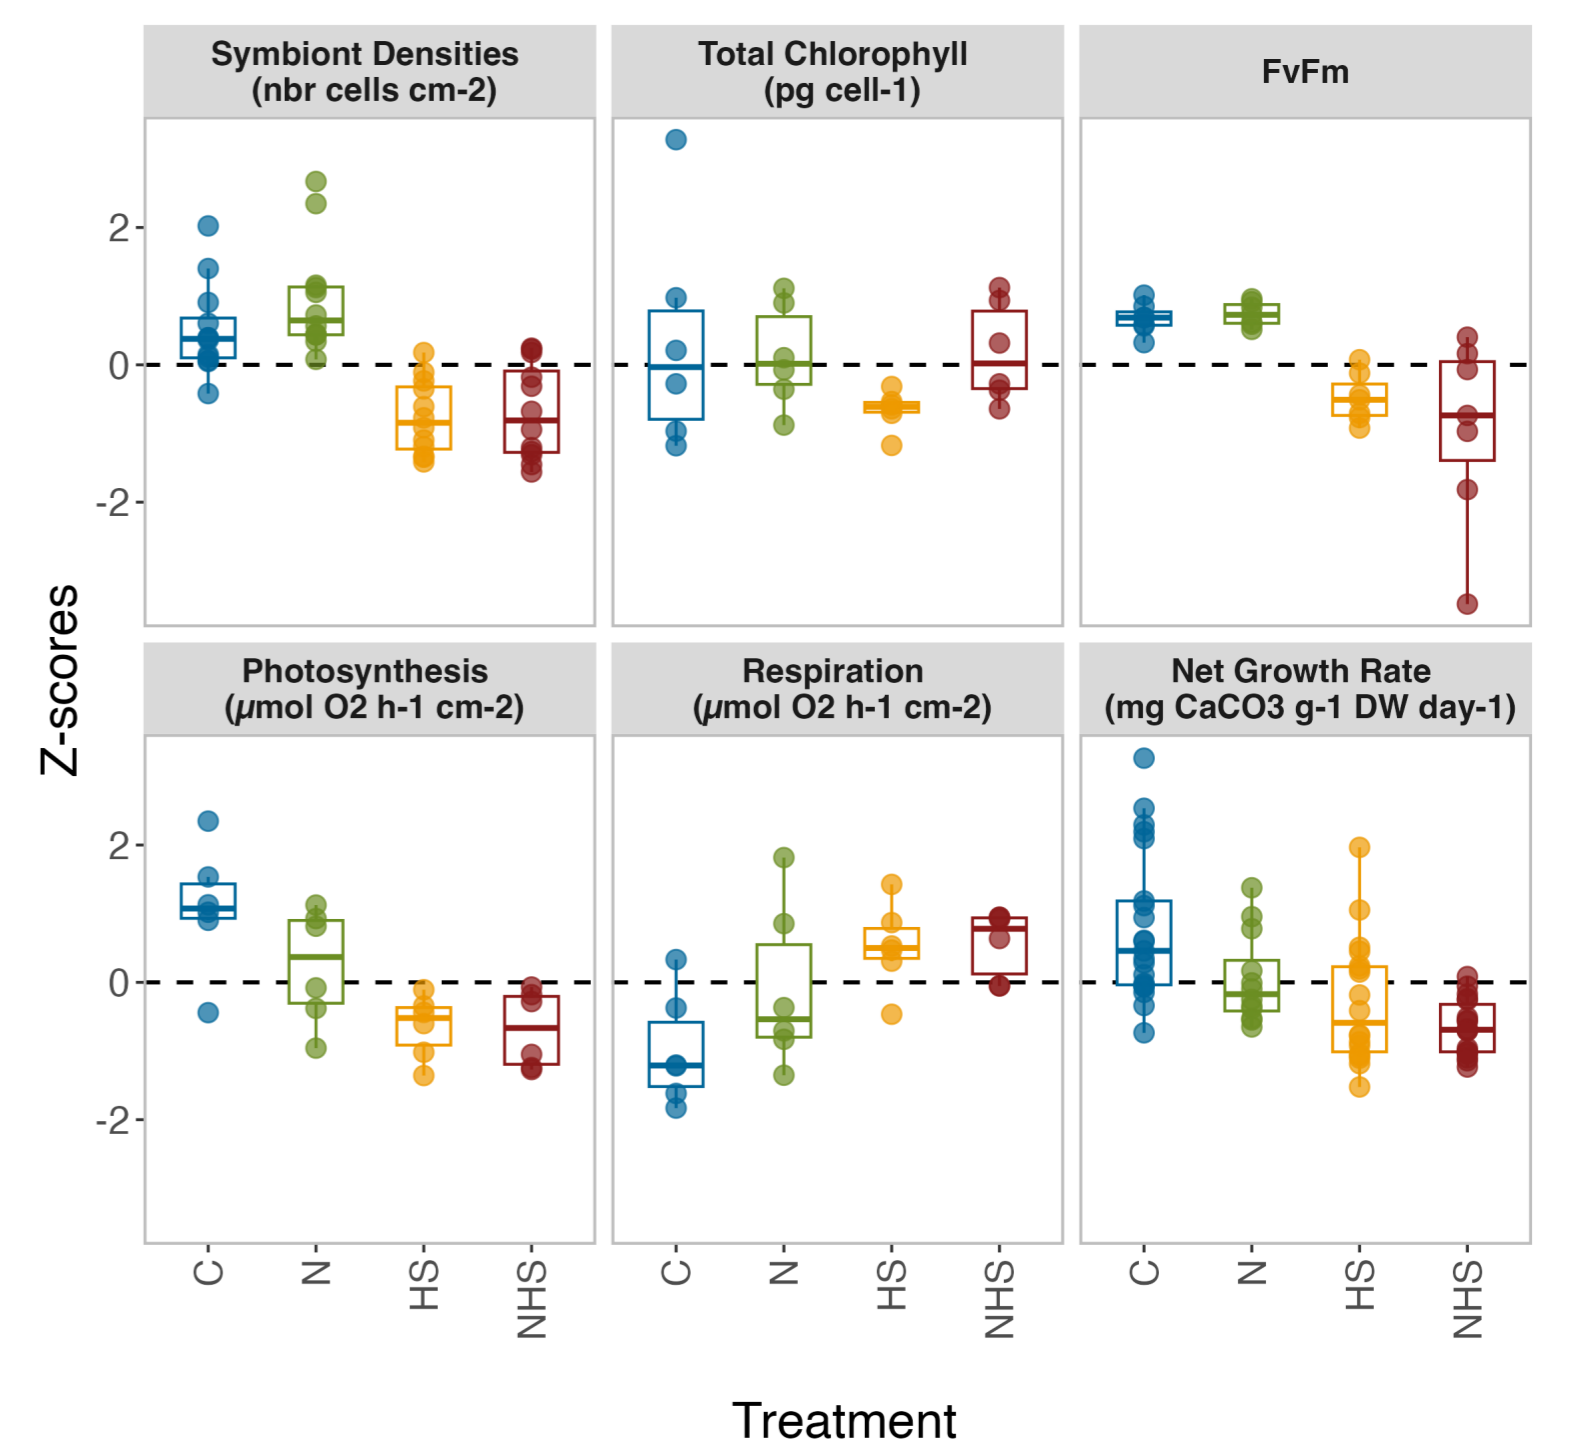 Symbiont Densities
(nbr cells cm-2)
Total Chlorophyll
(pg cell-1)
FvFm
2
0
-2
Z-scores
Photosynthesis
(µmol O2 h-1 cm-2)
Respiration
(µmol O2 h-1 cm-2)
Net Growth Rate
(mg CaCO3 g-1 DW day-1)
2
0
-2
C
N
HS
NHS
C
N
HS
NHS
C
N
HS
NHS
Treatment